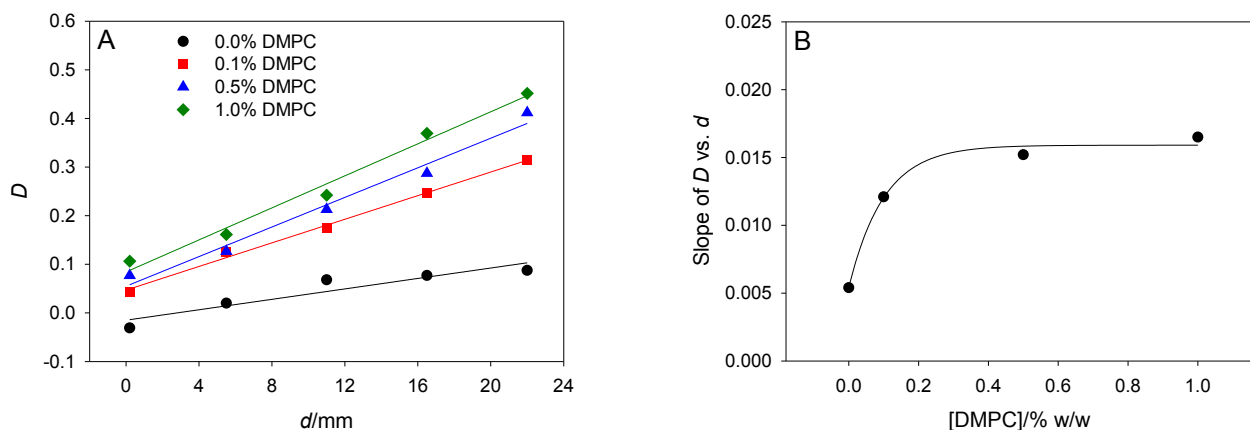 A
0.0% DMPC
0.1% DMPC
0.5% DMPC
1.0% DMPC
0.6
0.5
0.4
0.3
0.2
0.1
0.0
-0.1
D
0 4 8 12 16 20 24
d/mm
B
0.025
0.020
0.015
0.010
0.005
0.000
Slope of D vs. d
0.0 0.2 0.4 0.6 0.8 1.0
[DMPC]/% w/w